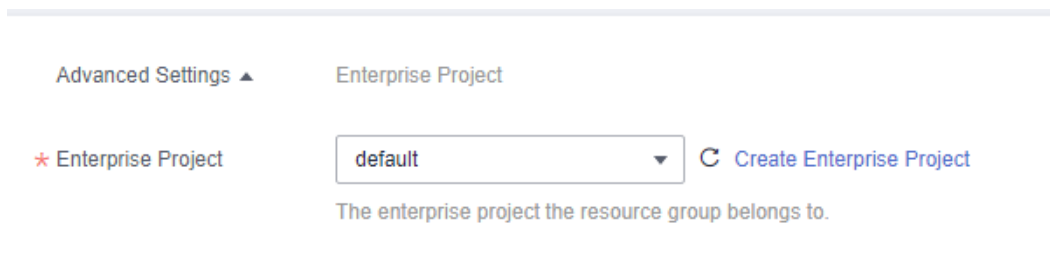 Advanced Settings Enterprise Project
* Enterprise Project default Create Enterprise Project
The enterprise project the resource group belongs to.